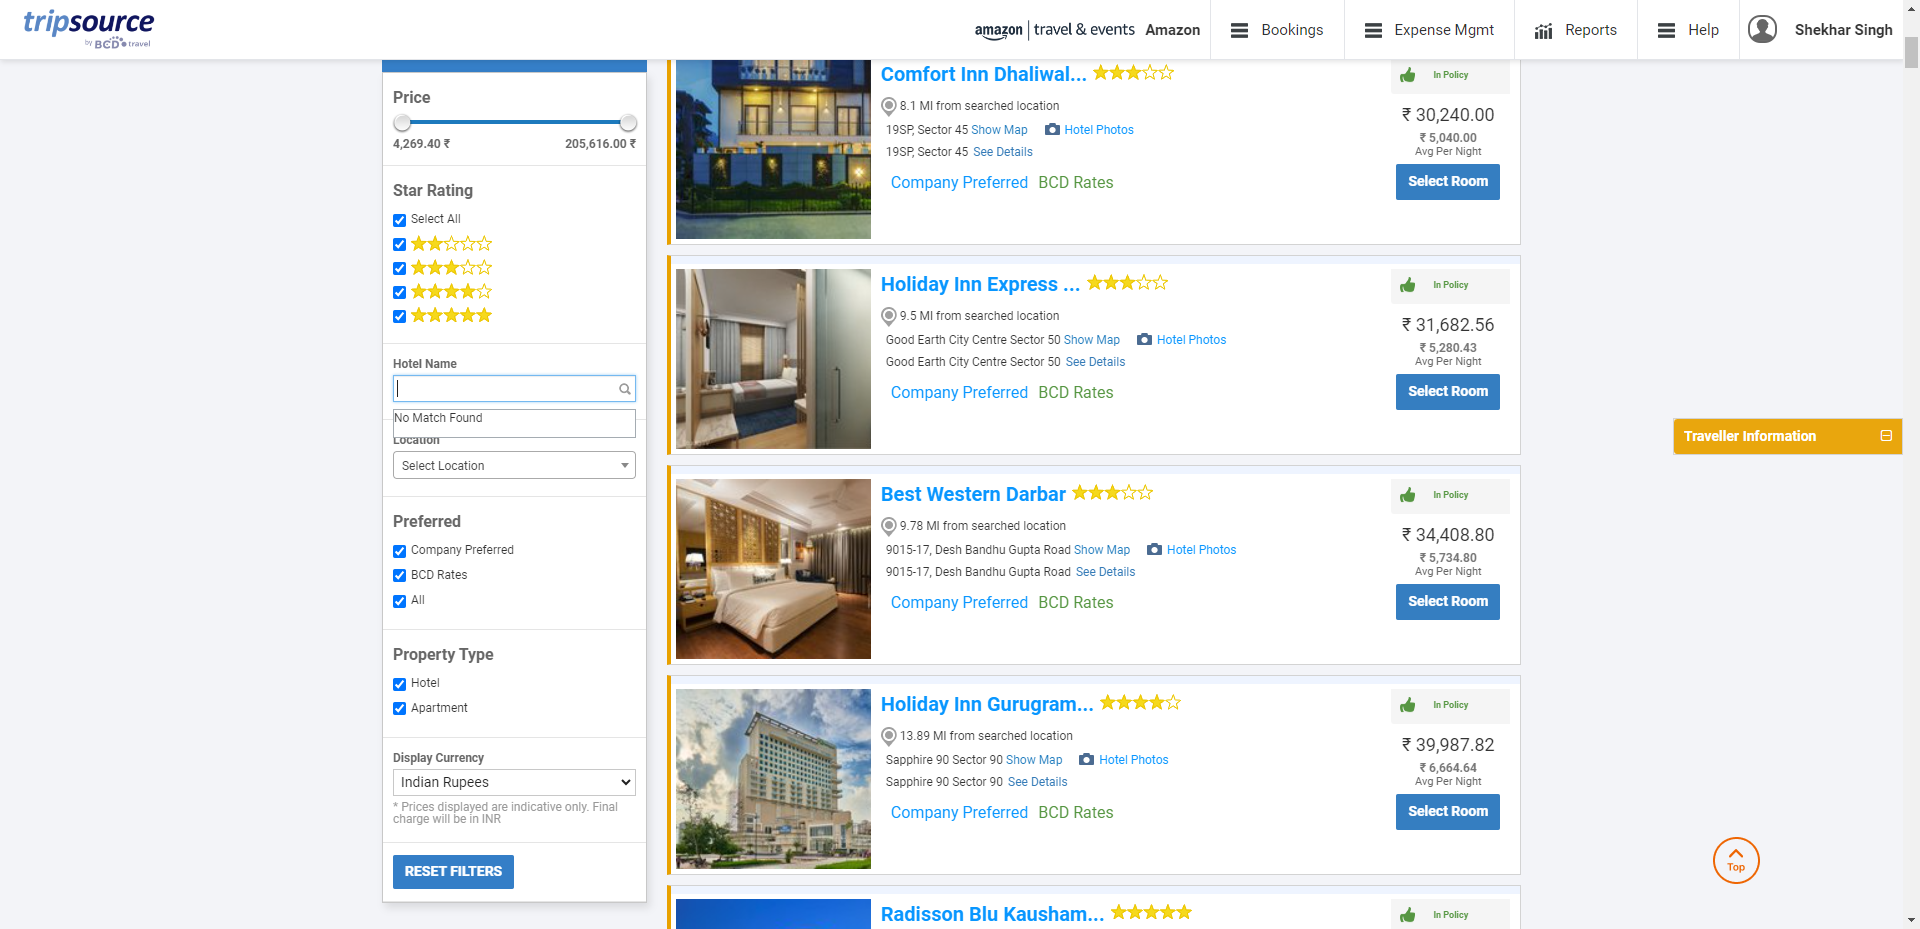 tripsource
by BCD travel
amazon | travel & events Amazon
Bookings
Expense Mgmt
Reports
Help
Shekhar Singh
Price
4,269.40 ₹ 205,616.00 ₹
Star Rating
Select All
Hotel Name
No Match Found
Location
Select Location
Preferred
Company Preferred
BCD Rates
All
Property Type
Hotel
Apartment
Display Currency
Indian Rupees
* Prices displayed are indicative only. Final
charge will be in INR
RESET FILTERS
Comfort Inn Dhaliwal...
8.1 MI from searched location
19SP, Sector 45 Show Map Hotel Photos
19SP, Sector 45 See Details
Company Preferred BCD Rates
In Policy
₹ 30,240.00
₹ 5,040.00
Avg Per Night
Select Room
Holiday Inn Express ...
9.5 MI from searched location
Good Earth City Centre Sector 50 Show Map Hotel Photos
Good Earth City Centre Sector 50 See Details
Company Preferred BCD Rates
In Policy
₹ 31,682.56
₹ 5,280.43
Avg Per Night
Select Room
Best Western Darbar
9.78 MI from searched location
9015-17, Desh Bandhu Gupta Road Show Map Hotel Photos
9015-17, Desh Bandhu Gupta Road See Details
Company Preferred BCD Rates
In Policy
₹ 34,408.80
₹ 5,734.80
Avg Per Night
Select Room
Holiday Inn Gurugram...
13.89 MI from searched location
Sapphire 90 Sector 90 Show Map Hotel Photos
Sapphire 90 Sector 90 See Details
Company Preferred BCD Rates
In Policy
₹ 39,987.82
₹ 6,664.64
Avg Per Night
Select Room
Radisson Blu Kausham...
In Policy
Traveller Information
Top